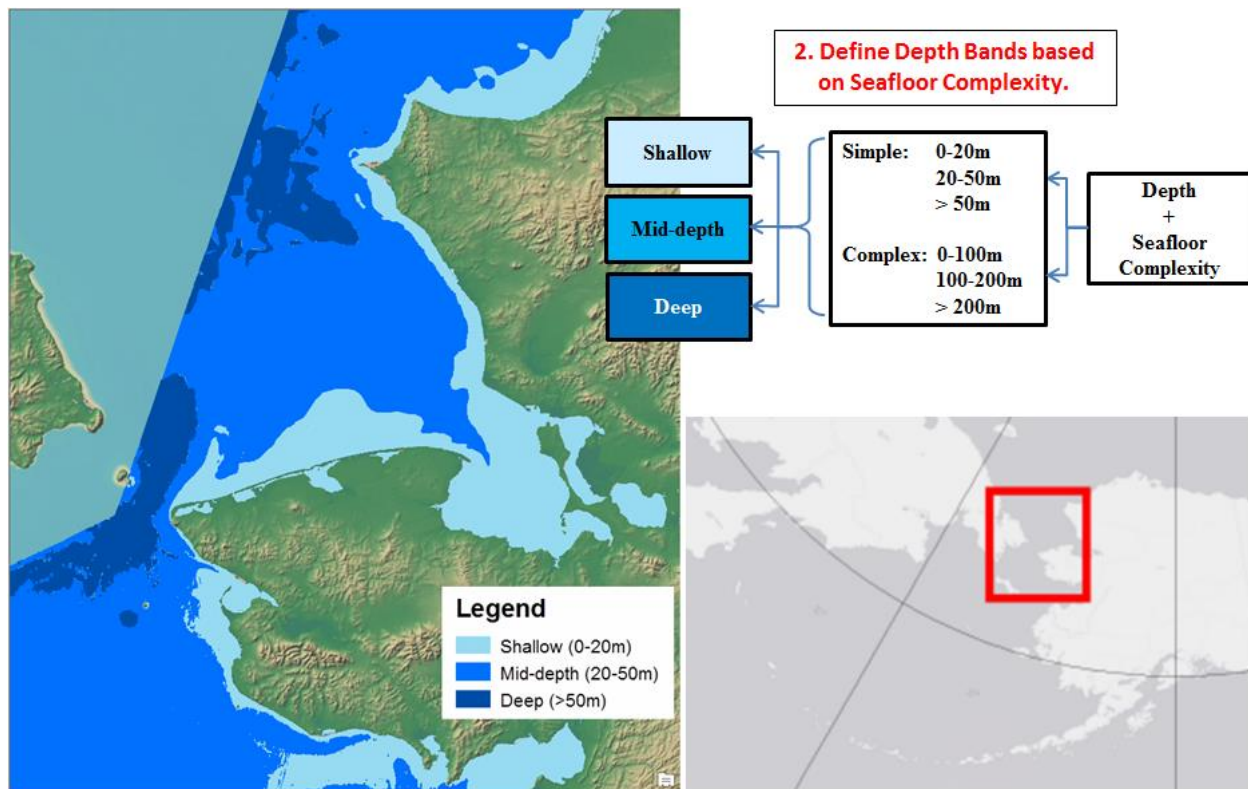 2. Define Depth Bands based
on Seafloor Complexity.
Shallow
Mid-depth
Deep
Simple: 0-20m
20-50m
> 50m
Complex: 0-100m
100-200m
> 200m
Depth
+
Seafloor
Complexity
Legend
Shallow (0-20m)
Mid-depth (20-50m)
Deep (>50m)